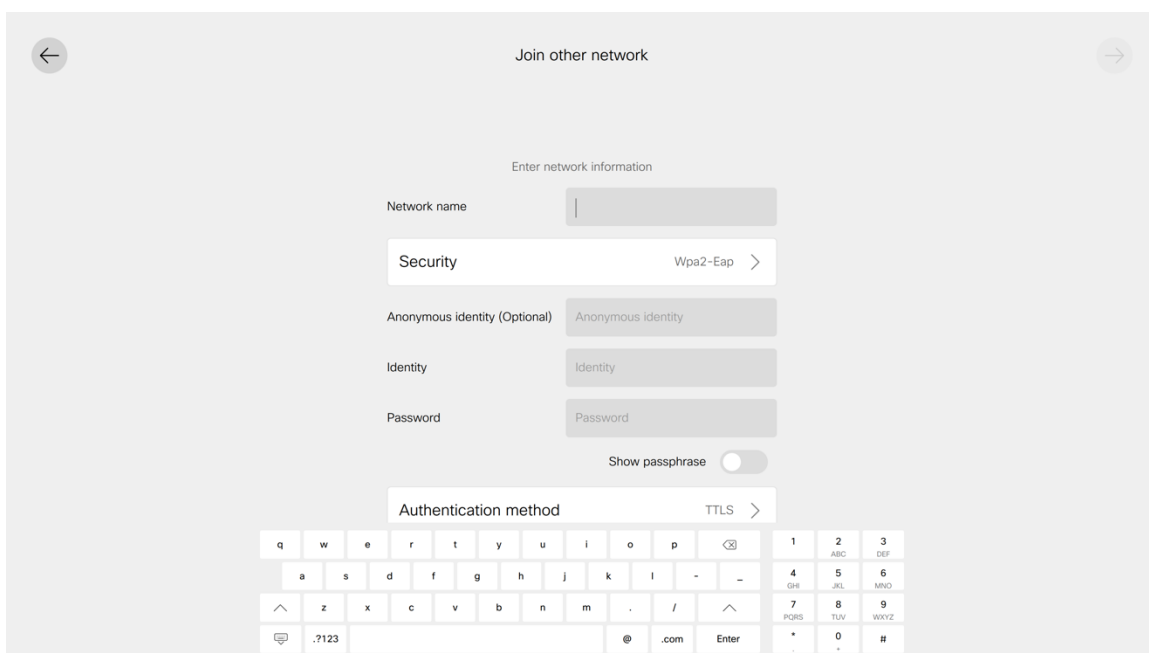 Join other network
Enter network information
Network name
Security Wpa2-Eap
Anonymous identity (Optional) Anonymous identity
Identity Identity
Password Password
Show passphrase
Authentication method TTLS
q w e r t y u i o p 1 2 3
ABC DEF
a s d f g h j k l - _ 4 5 6
GHI JKL MNO
z x c v b n m . / 7 8 9
PQRS TUV WXYZ
.?123 @ .com Enter * 0 #
. +